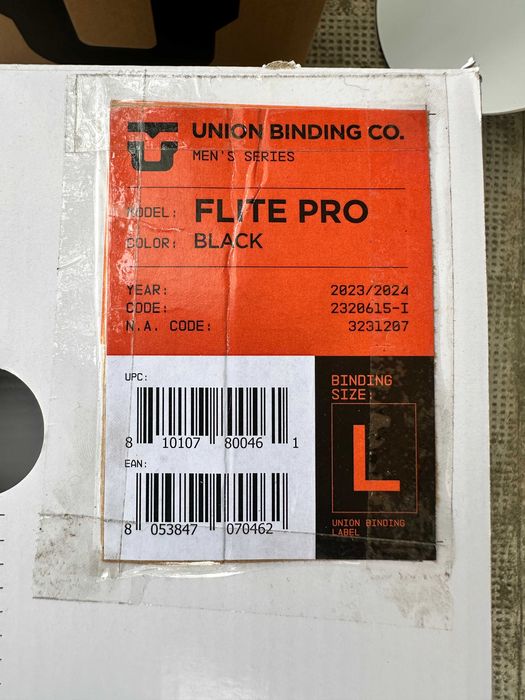 UNION BINDING CO.
MEN'S SERIES
MODEL: FLITE PRO
COLOR: BLACK
YEAR: 2023/2024
CODE: 2320615-I
N.A. CODE: 3231207
UPC:
8 10107 80046 1
EAN:
8 053847 070462
BINDING
SIZE:
L
UNION BINDING
LABEL